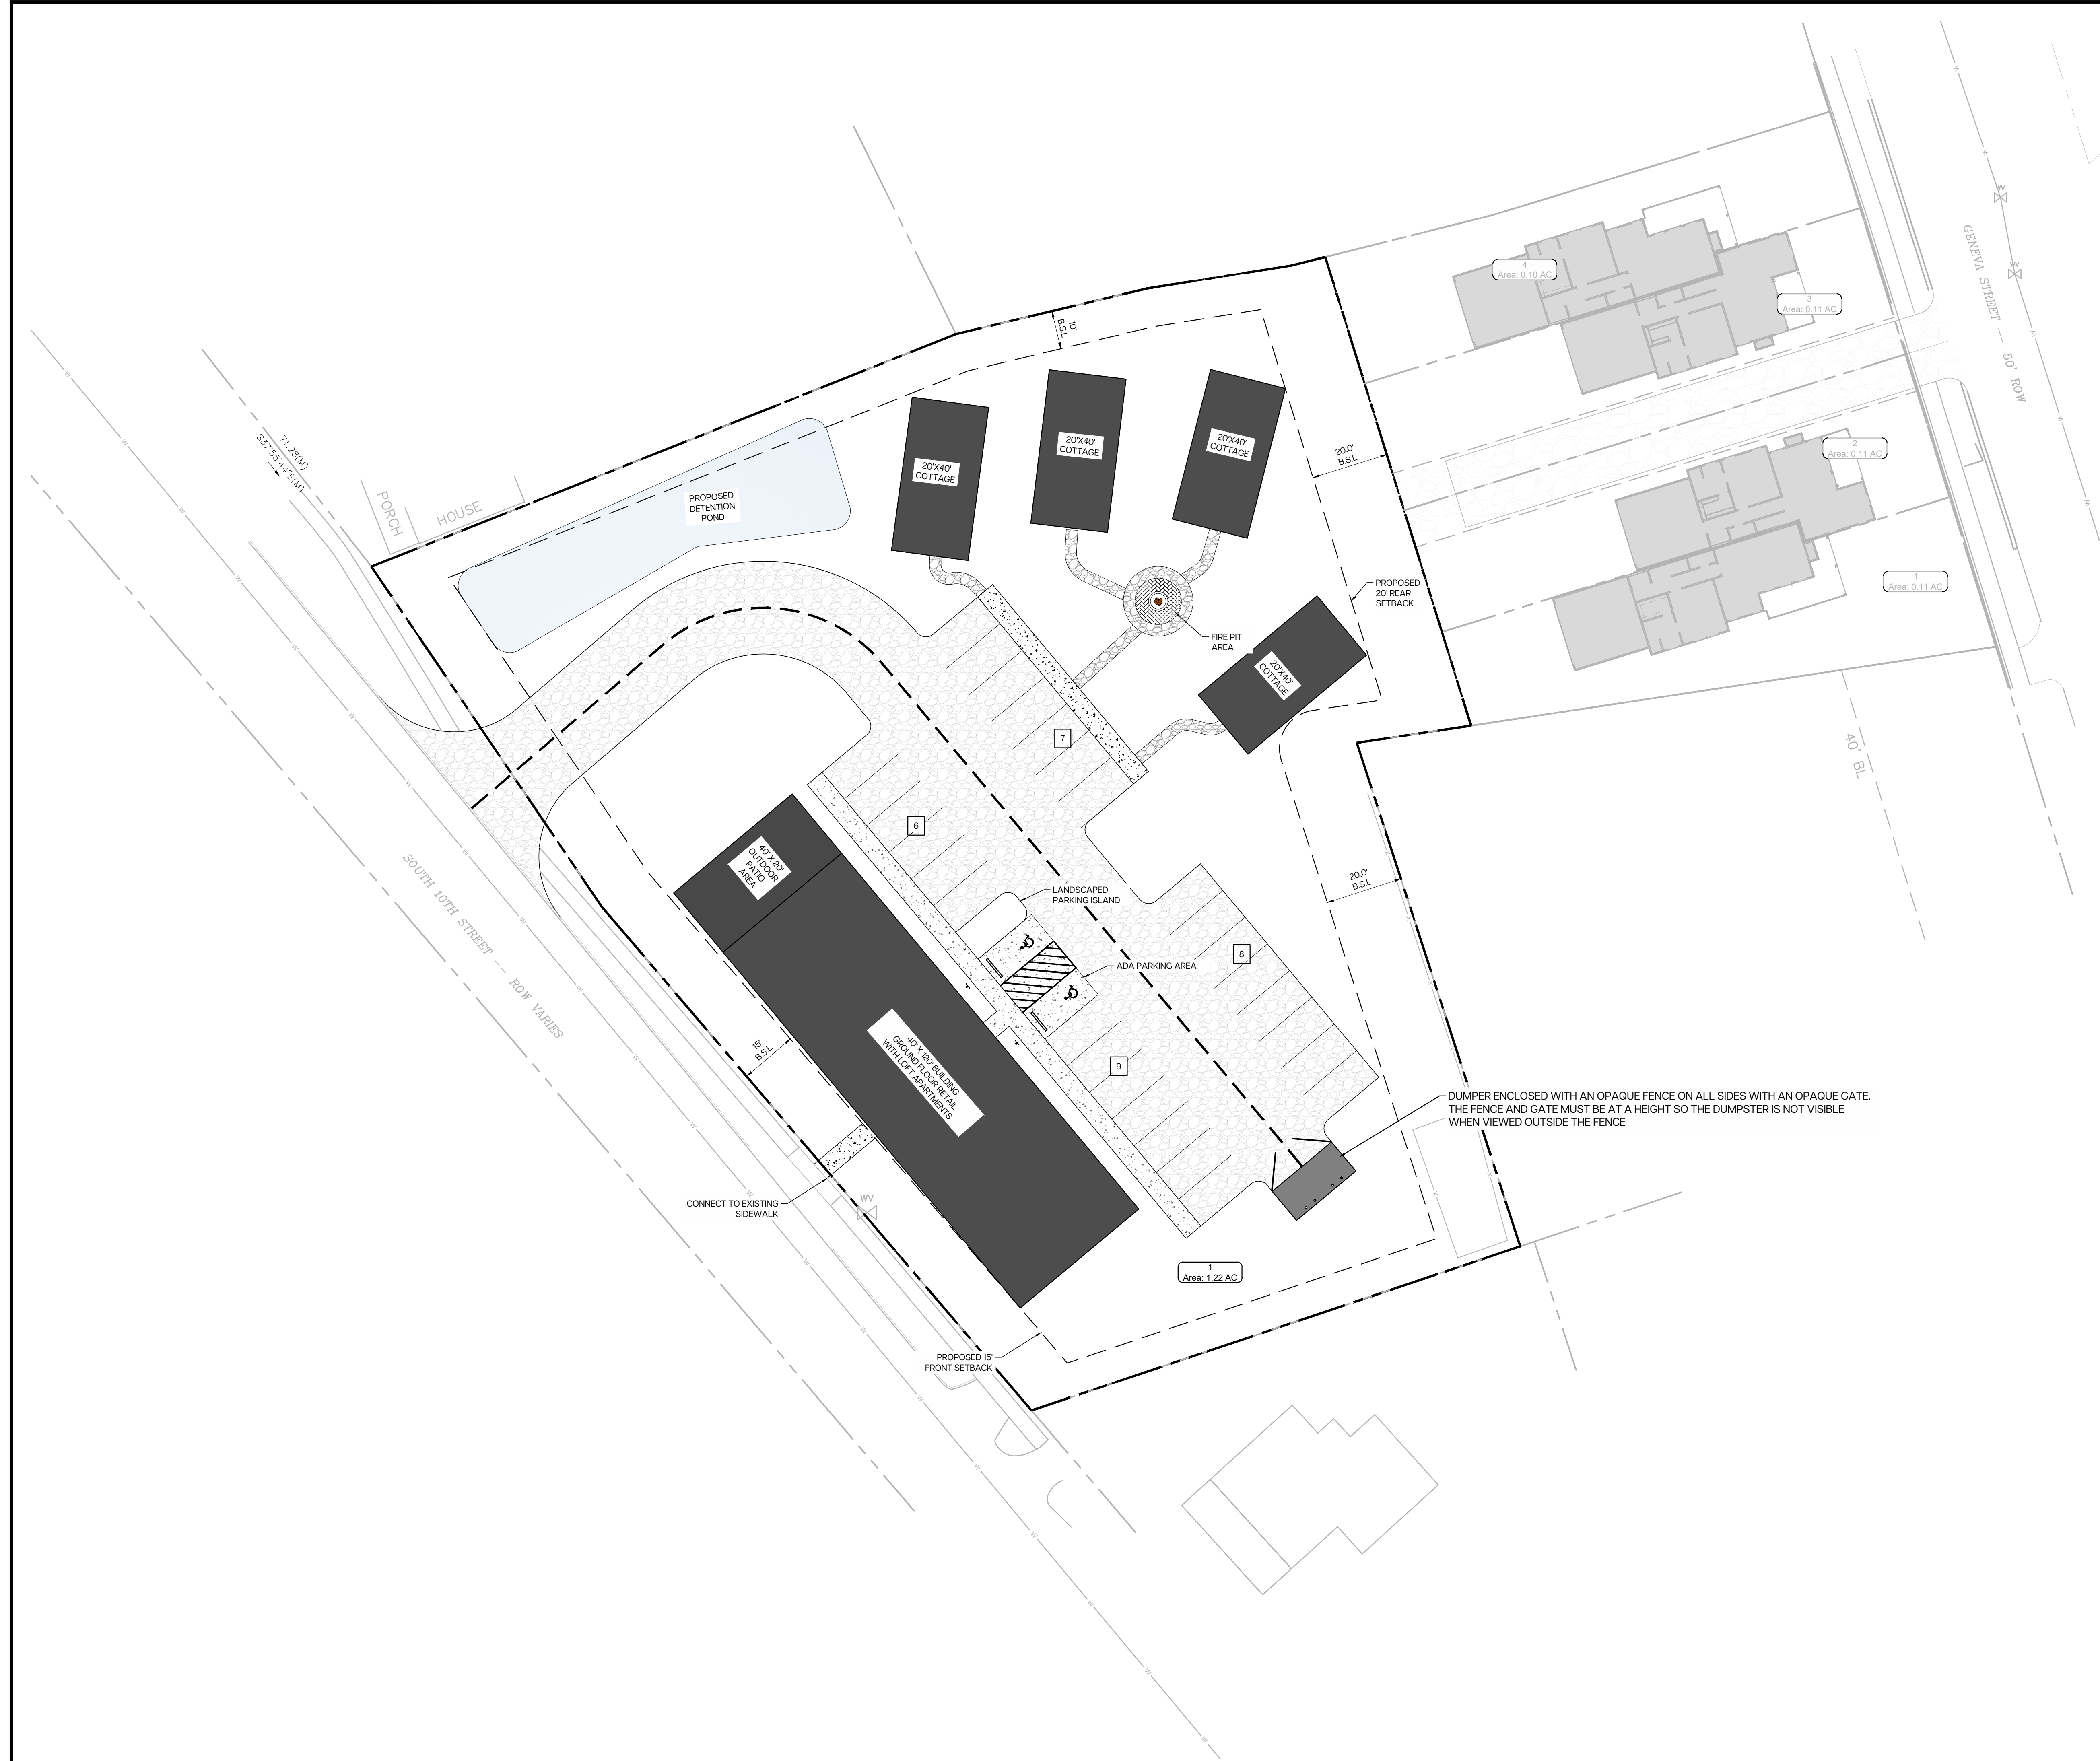 GENEVA STREET -- 50' ROW
WV
WV
4
Area: 0.10 AC
3
Area: 0.11 AC
2
Area: 0.11 AC
1
Area: 0.11 AC
40' BL
10'
B.S.L
20.0'
B.S.L
71.28(M)
S37°55'44"E(M)
PORCH
HOUSE
PROPOSED
DETENTION
POND
20'X40'
COTTAGE
20'X40'
COTTAGE
20'X40'
COTTAGE
20'X40'
COTTAGE
PROPOSED
20' REAR
SETBACK
FIRE PIT
AREA
7
6
8
9
40' X 20'
OUTDOOR
PATIO
AREA
LANDSCAPED
PARKING ISLAND
ADA PARKING AREA
20.0'
B.S.L
SOUTH 10TH STREET -- ROW VARIES
15'
B.S.L
40' X 120' BUILDING
GROUND FLOOR RETAIL
WITH LOFT APARTMENTS
DUMPER ENCLOSED WITH AN OPAQUE FENCE ON ALL SIDES WITH AN OPAQUE GATE.
THE FENCE AND GATE MUST BE AT A HEIGHT SO THE DUMPSTER IS NOT VISIBLE
WHEN VIEWED OUTSIDE THE FENCE
CONNECT TO EXISTING
SIDEWALK
WV
1
Area: 1.22 AC
PROPOSED 15'
FRONT SETBACK